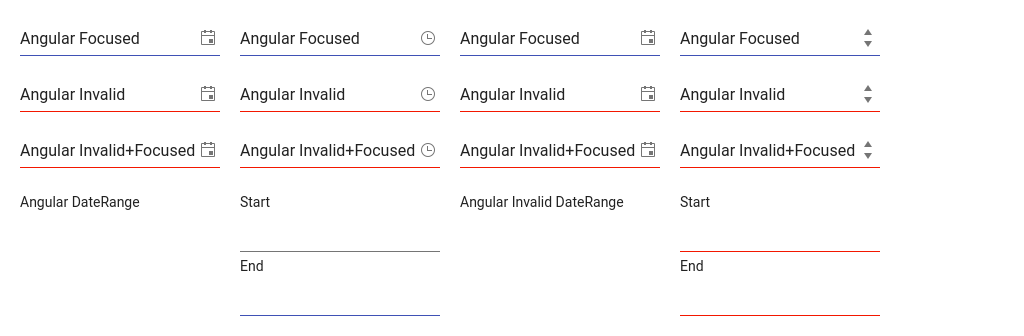 Angular Focused Angular Focused Angular Focused Angular Focused
Angular Invalid Angular Invalid Angular Invalid Angular Invalid
Angular Invalid+Focused Angular Invalid+Focused Angular Invalid+Focused Angular Invalid+Focused
Angular DateRange Start Angular Invalid DateRange Start
End End